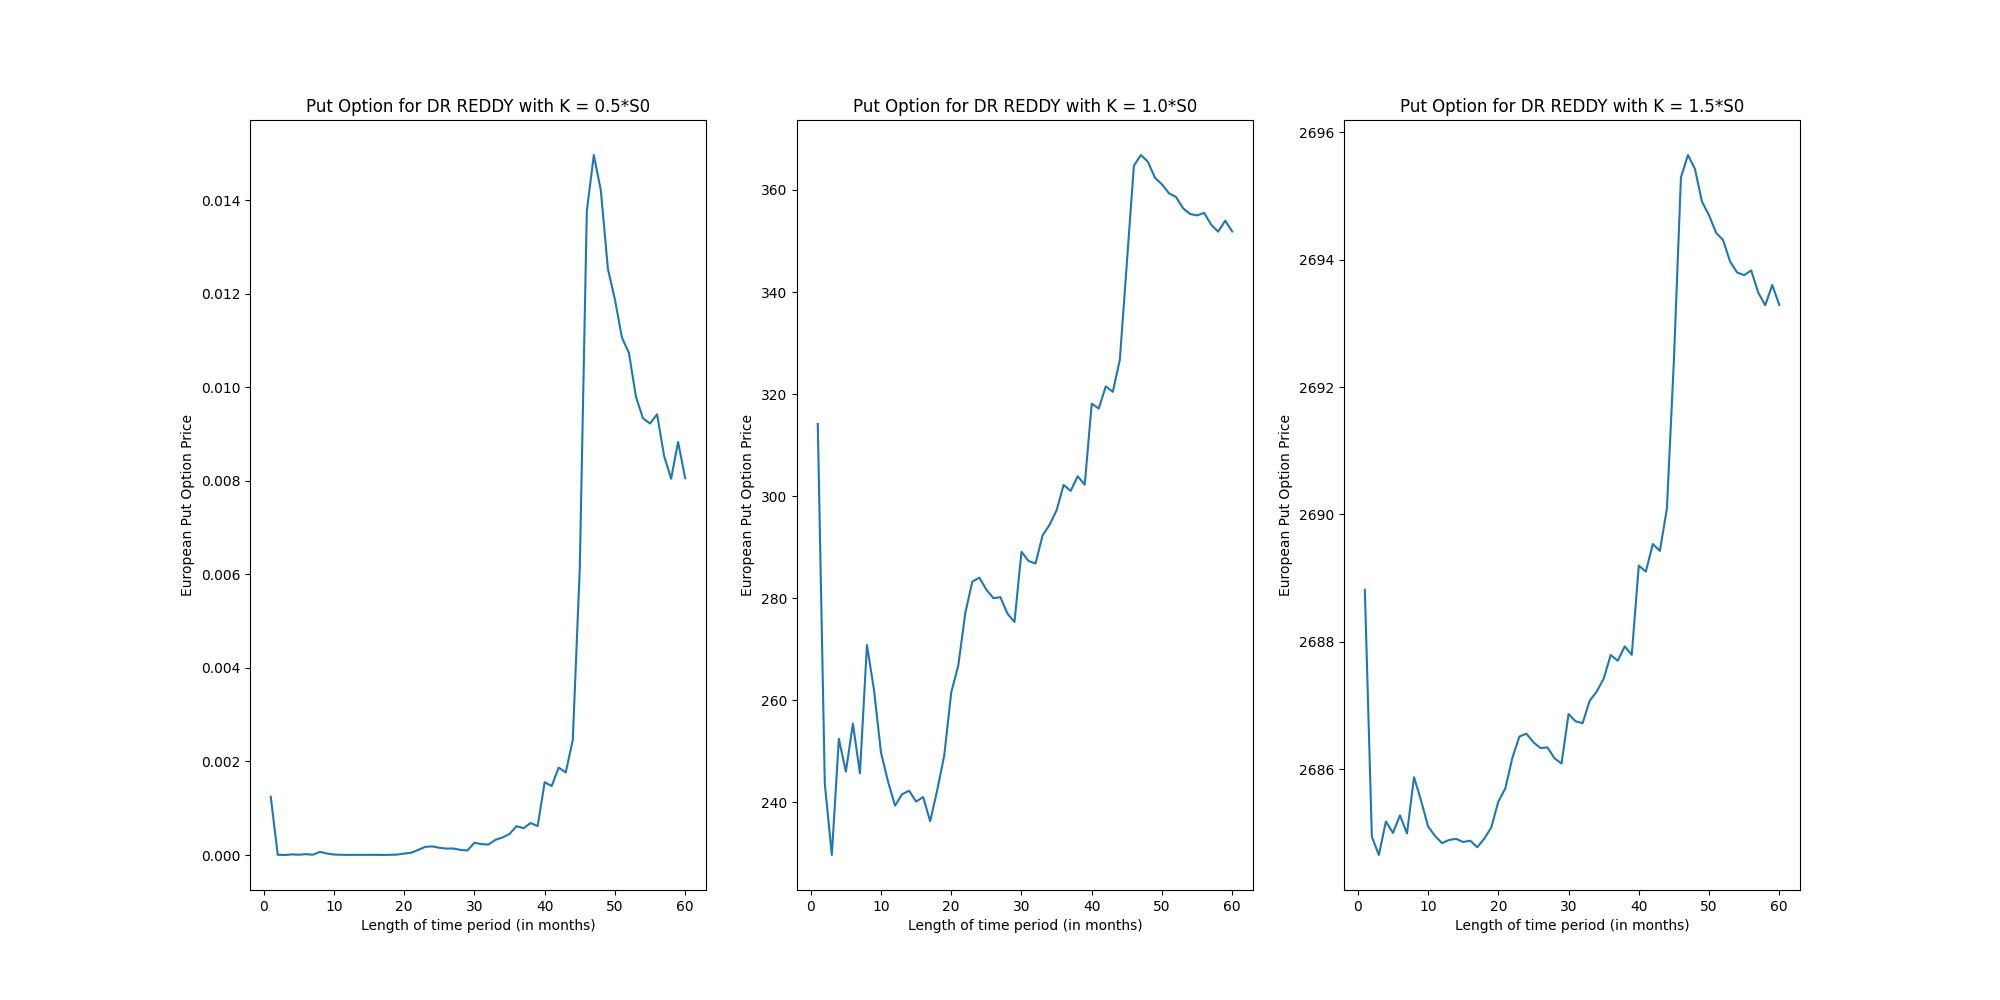 Put Option for DR REDDY with K = 0.5*S0
European Put Option Price
0.014
0.012
0.010
0.008
0.006
0.004
0.002
0.000
0 10 20 30 40 50 60
Length of time period (in months)
Put Option for DR REDDY with K = 1.0*S0
European Put Option Price
360
340
320
300
280
260
240
0 10 20 30 40 50 60
Length of time period (in months)
Put Option for DR REDDY with K = 1.5*S0
European Put Option Price
2696
2694
2692
2690
2688
2686
0 10 20 30 40 50 60
Length of time period (in months)